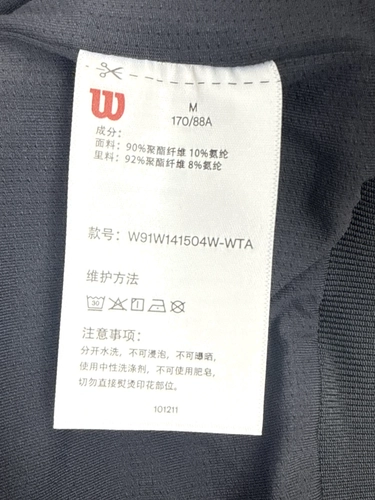 W
M
170/88A
成分：
面料：90%聚酯纤维 10%氨纶
里料：92%聚酯纤维 8%氨纶
款号：W91W141504W-WTA
维护方法
30
注意事项：
分开水洗，不可浸泡，不可曝晒，
使用中性洗涤剂，不可使用肥皂，
切勿直接熨烫印花部位。
101211